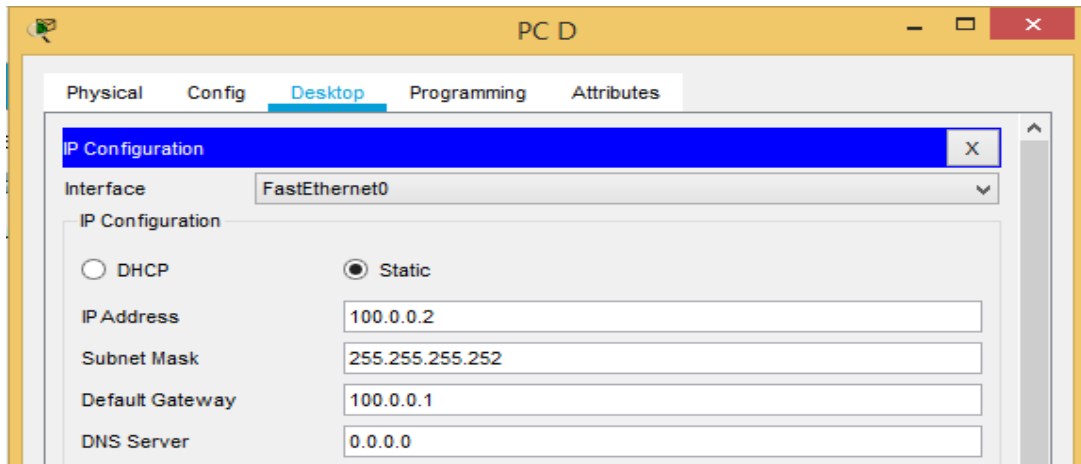 PC D
Physical Config Desktop Programming Attributes
IP Configuration X
Interface FastEthernet0
IP Configuration
DHCP Static
IP Address 100.0.0.2
Subnet Mask 255.255.255.252
Default Gateway 100.0.0.1
DNS Server 0.0.0.0